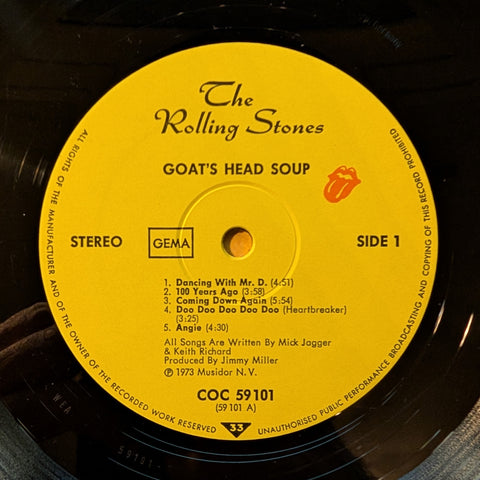 The
Rolling Stones
GOAT'S HEAD SOUP
STEREO
GEMA
SIDE 1
1. Dancing With Mr. D. (4:51)
2. 100 Years Ago (3:58)
3. Coming Down Again (5:54)
4. Doo Doo Doo Doo Doo (Heartbreaker)
(3:25)
5. Angie (4:30)
All Songs Are Written By Mick Jagger
& Keith Richard
Produced By Jimmy Miller
Ⓟ 1973 Musidor N.V.
COC 59101
(59 101 A)
33
ALL RIGHTS OF THE MANUFACTURER AND OF THE OWNER OF THE RECORDED WORK RESERVED
UNAUTHORISED PUBLIC PERFORMANCE BROADCASTING AND COPYING OF THIS RECORD PROHIBITED
WEA